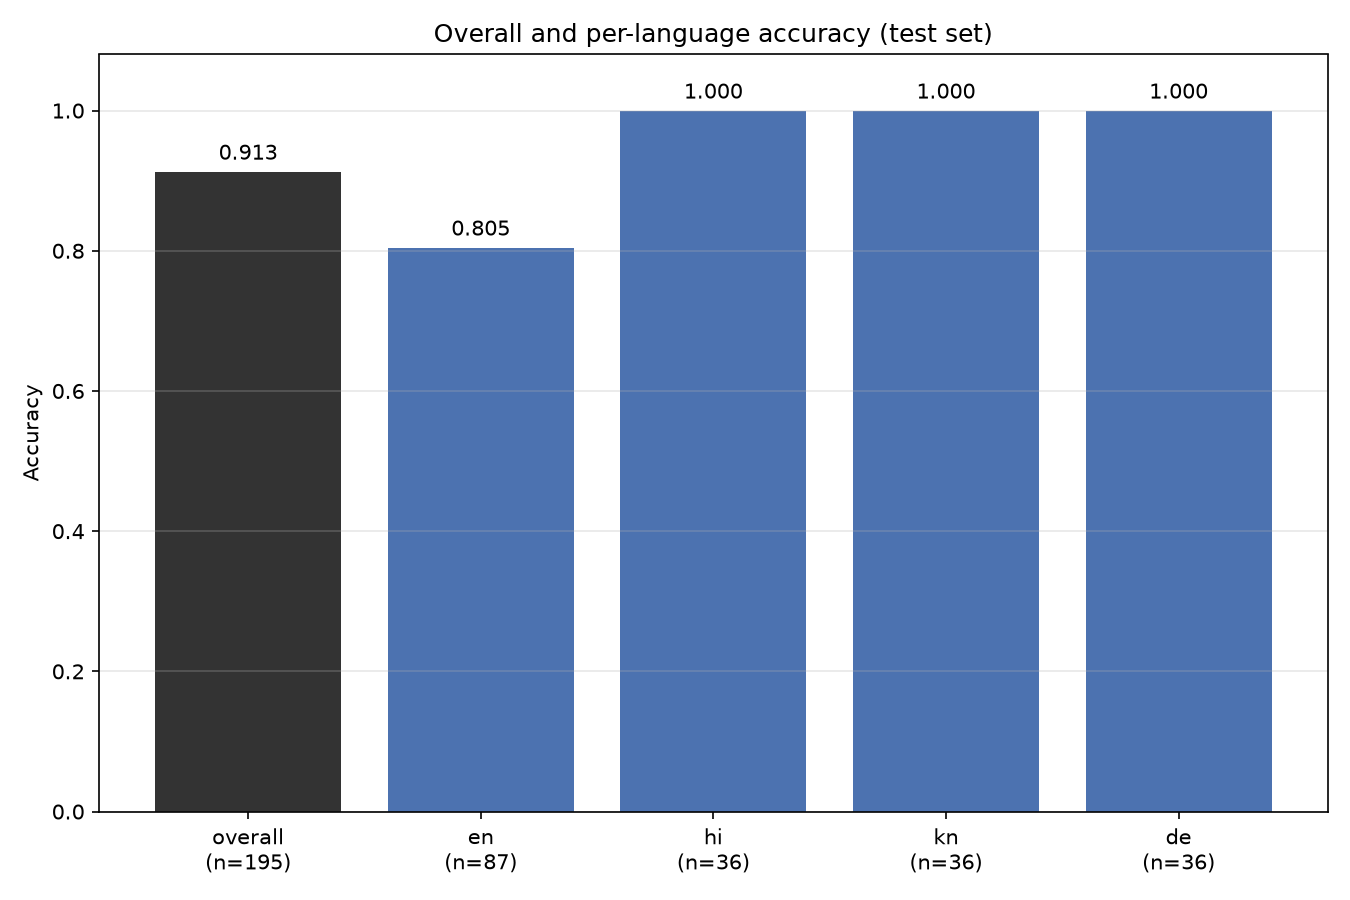 Overall and per-language accuracy (test set)
Accuracy
1.0
0.8
0.6
0.4
0.2
0.0
0.913
0.805
1.000
1.000
1.000
overall
(n=195)
en
(n=87)
hi
(n=36)
kn
(n=36)
de
(n=36)